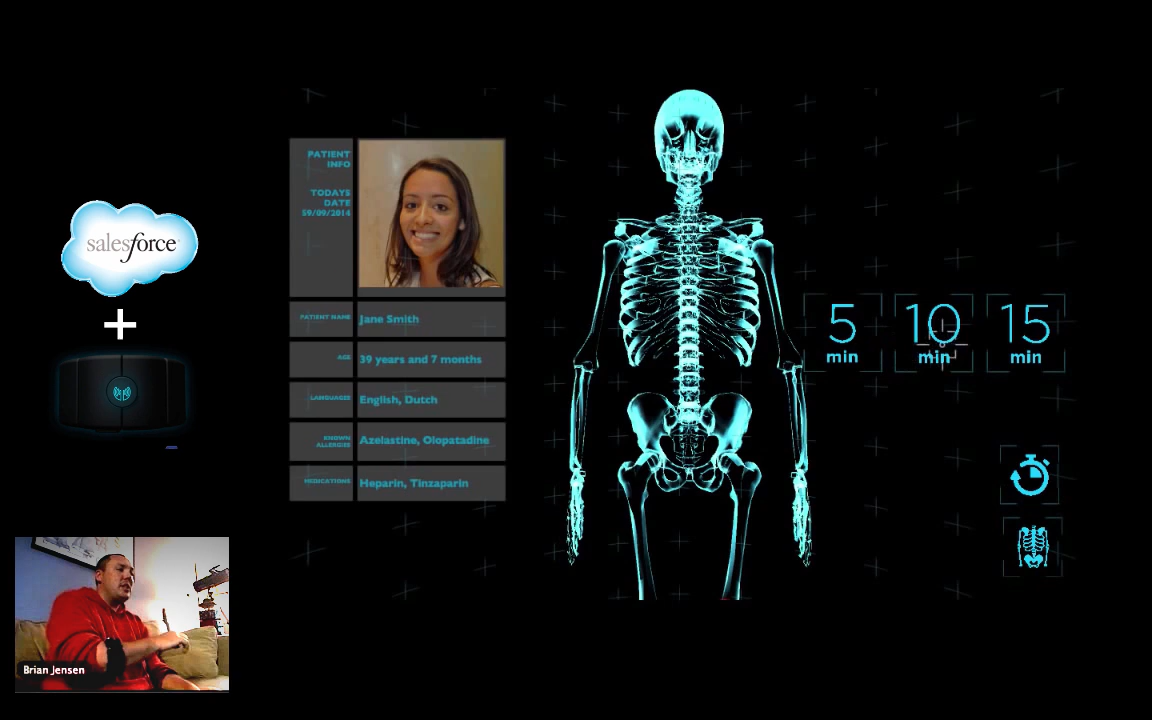 salesforce
+
PATIENT
INFO
TODAYS
DATE
59/09/2014
PATIENT NAME
Jane Smith
AGE
39 years and 7 months
LANGUAGES
English, Dutch
KNOWN
ALLERGIES
Azelastine, Olopatadine
MEDICATIONS
Heparin, Tinzaparin
5
min
10
min
15
min
Brian Jensen